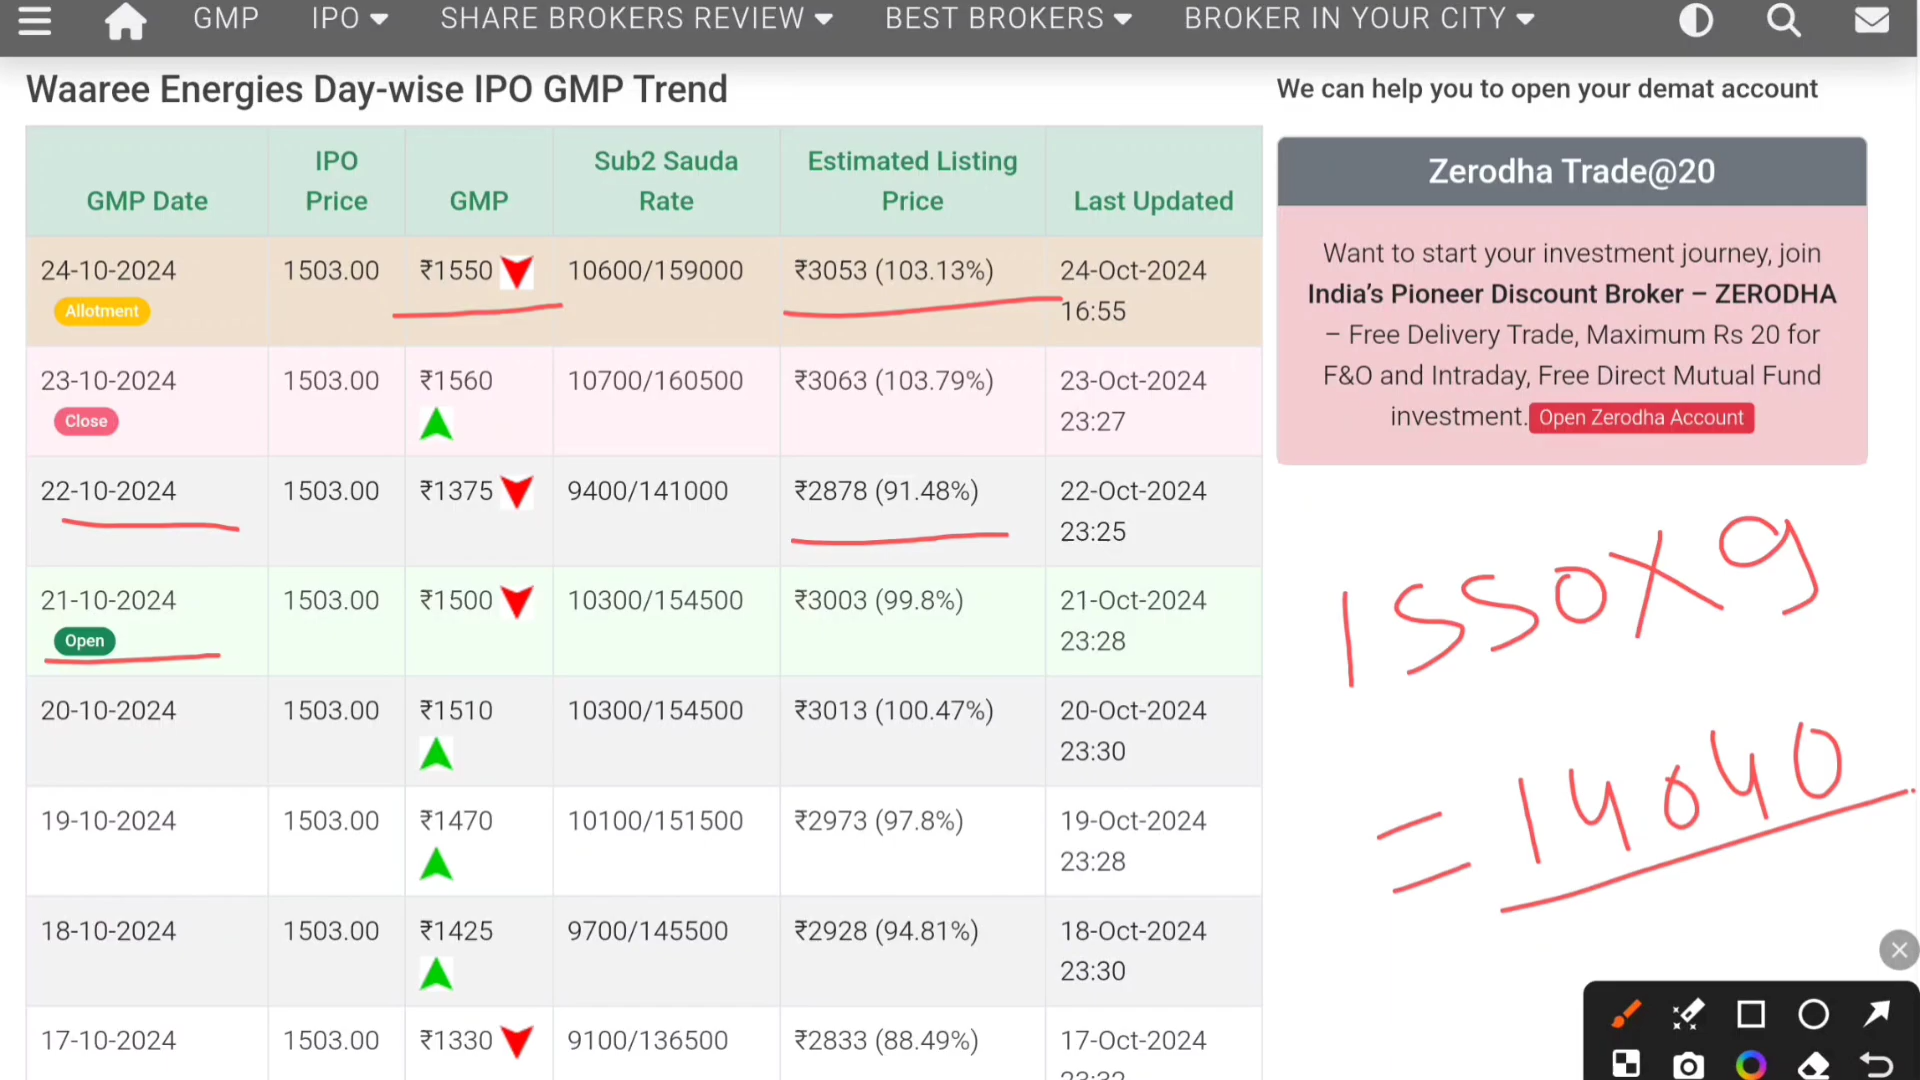 GMP IPO SHARE BROKERS REVIEW BEST BROKERS BROKER IN YOUR CITY
Waaree Energies Day-wise IPO GMP Trend
GMP Date IPO Price GMP Sub2 Sauda Rate Estimated Listing Price Last Updated
24-10-2024 1503.00 ₹1550 10600/159000 ₹3053 (103.13%) 24-Oct-2024
Allotment 16:55
23-10-2024 1503.00 ₹1560 10700/160500 ₹3063 (103.79%) 23-Oct-2024
Close 23:27
22-10-2024 1503.00 ₹1375 9400/141000 ₹2878 (91.48%) 22-Oct-2024
23:25
21-10-2024 1503.00 ₹1500 10300/154500 ₹3003 (99.8%) 21-Oct-2024
Open 23:28
20-10-2024 1503.00 ₹1510 10300/154500 ₹3013 (100.47%) 20-Oct-2024
23:30
19-10-2024 1503.00 ₹1470 10100/151500 ₹2973 (97.8%) 19-Oct-2024
23:28
18-10-2024 1503.00 ₹1425 9700/145500 ₹2928 (94.81%) 18-Oct-2024
23:30
17-10-2024 1503.00 ₹1330 9100/136500 ₹2833 (88.49%) 17-Oct-2024
We can help you to open your demat account
Zerodha Trade@20
Want to start your investment journey, join
India's Pioneer Discount Broker – ZERODHA
– Free Delivery Trade, Maximum Rs 20 for
F&O and Intraday, Free Direct Mutual Fund
investment. Open Zerodha Account
1550X9
= 14040